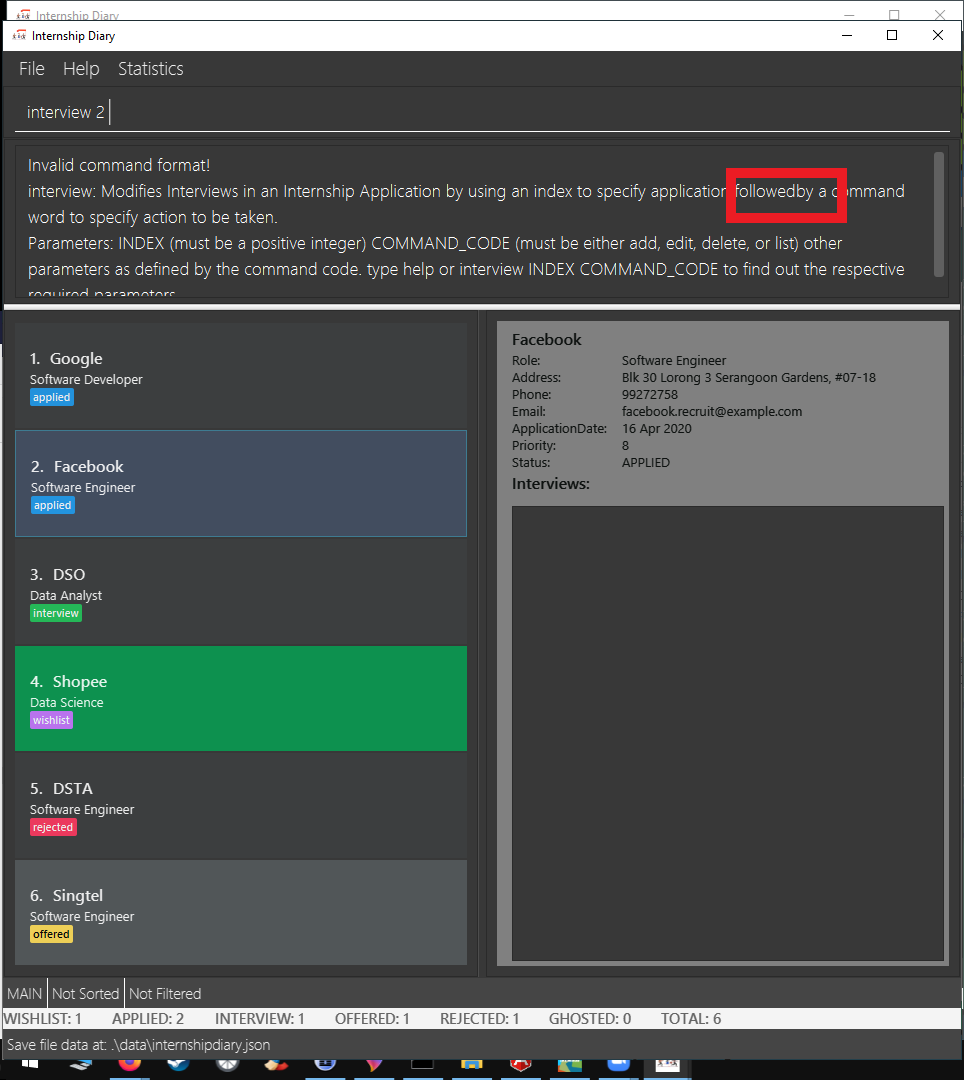 Internship Diary
Internship Diary
File Help Statistics
interview 2
Invalid command format!
interview: Modifies Interviews in an Internship Application by using an index to specify application followedby a command
word to specify action to be taken.
Parameters: INDEX (must be a positive integer) COMMAND_CODE (must be either add, edit, delete, or list) other
parameters as defined by the command code. type help or interview INDEX COMMAND_CODE to find out the respective
required parameters
1. Google
Software Developer
applied
2. Facebook
Software Engineer
applied
3. DSO
Data Analyst
interview
4. Shopee
Data Science
wishlist
5. DSTA
Software Engineer
rejected
6. Singtel
Software Engineer
offered
Facebook
Role: Software Engineer
Address: Blk 30 Lorong 3 Serangoon Gardens, #07-18
Phone: 99272758
Email: facebook.recruit@example.com
ApplicationDate: 16 Apr 2020
Priority: 8
Status: APPLIED
Interviews:
MAIN Not Sorted Not Filtered
WISHLIST: 1 APPLIED: 2 INTERVIEW: 1 OFFERED: 1 REJECTED: 1 GHOSTED: 0 TOTAL: 6
Save file data at: .\data\internshipdiary.json